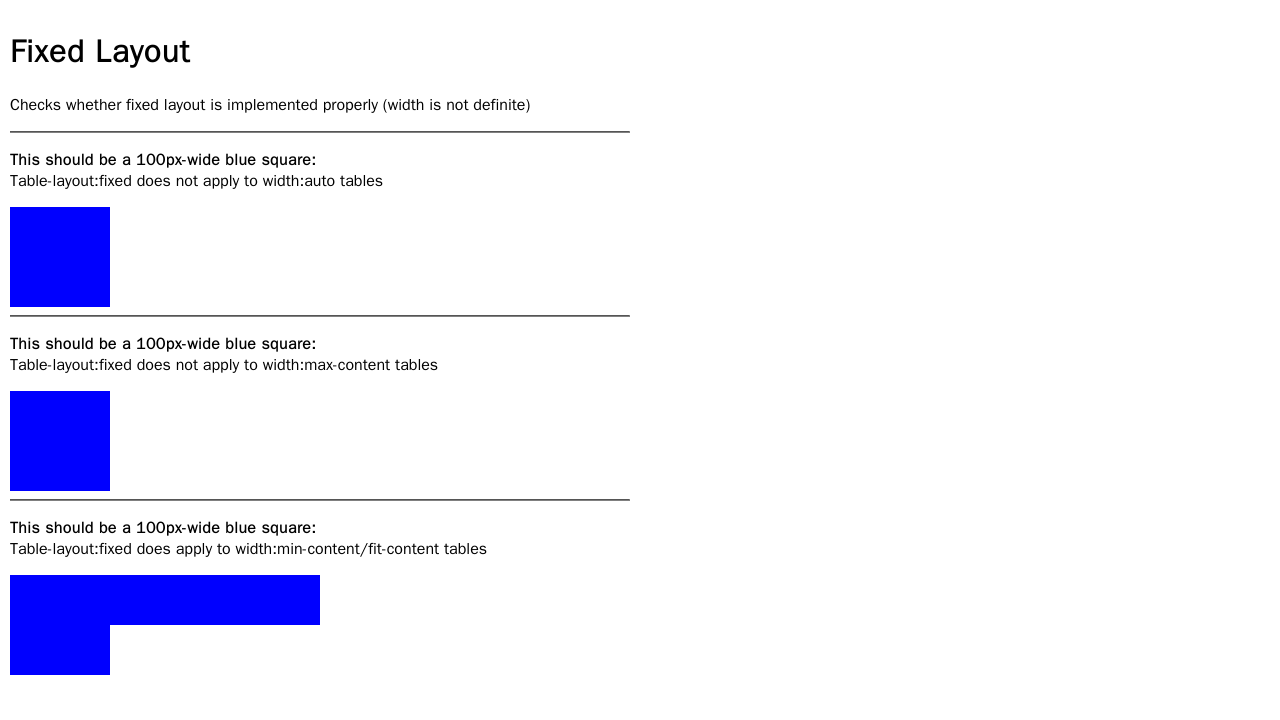 Fixed Layout
Checks whether fixed layout is implemented properly (width is not definite)
This should be a 100px-wide blue square:
Table-layout:fixed does not apply to width:auto tables
This should be a 100px-wide blue square:
Table-layout:fixed does not apply to width:max-content tables
This should be a 100px-wide blue square:
Table-layout:fixed does apply to width:min-content/fit-content tables